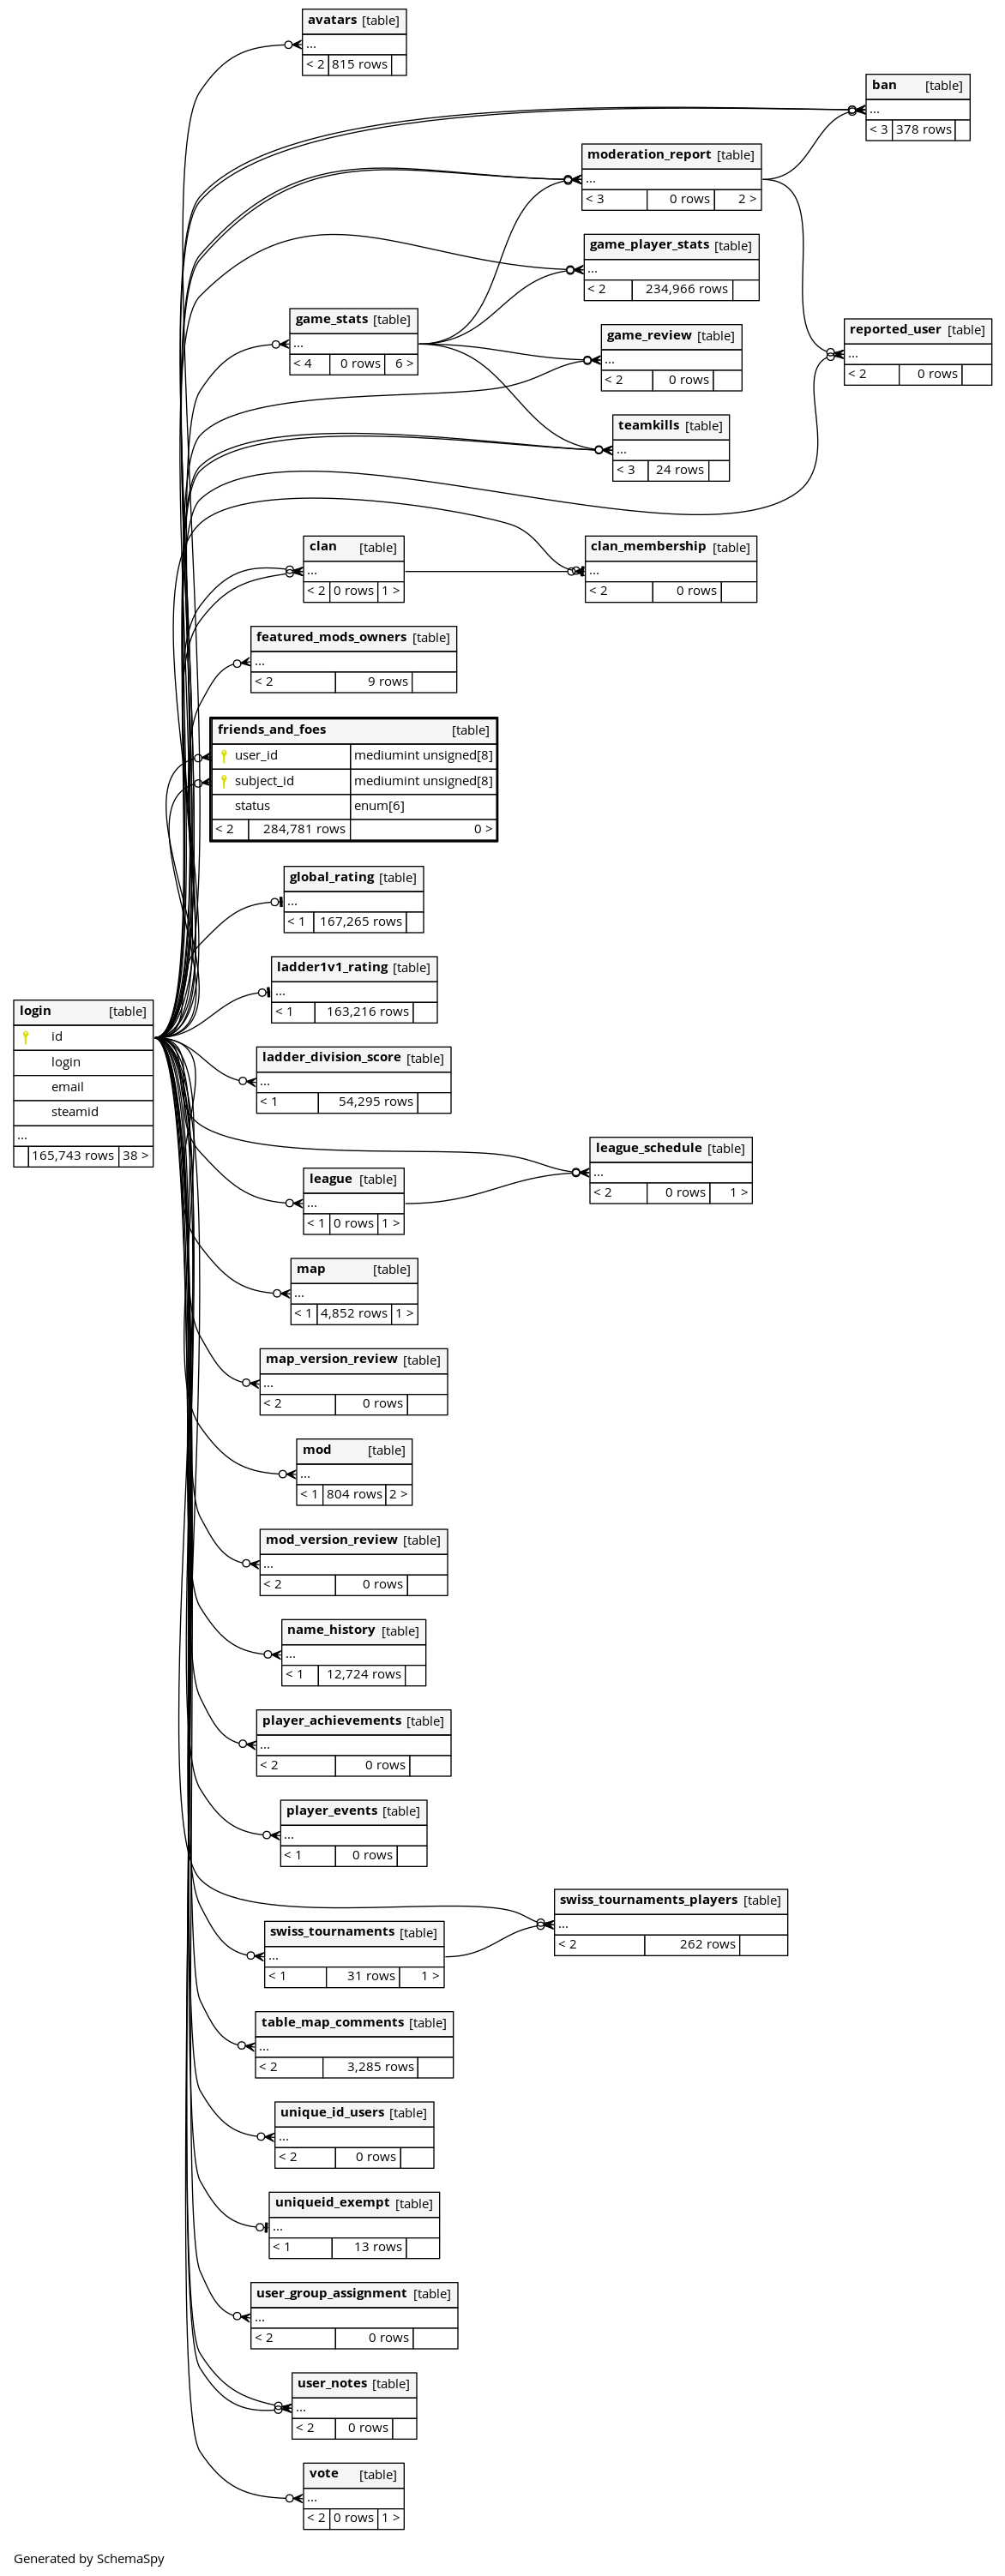 avatars [table]
...
< 2 815 rows
ban [table]
...
< 3 378 rows
moderation_report [table]
...
< 3 0 rows 2 >
game_player_stats [table]
...
< 2 234,966 rows
game_stats [table]
...
< 4 0 rows 6 >
game_review [table]
...
< 2 0 rows
reported_user [table]
...
< 2 0 rows
teamkills [table]
...
< 3 24 rows
clan [table]
...
< 2 0 rows 1 >
clan_membership [table]
...
< 2 0 rows
featured_mods_owners [table]
...
< 2 9 rows
friends_and_foes [table]
user_id mediumint unsigned[8]
subject_id mediumint unsigned[8]
status enum[6]
< 2 284,781 rows 0 >
global_rating [table]
...
< 1 167,265 rows
ladder1v1_rating [table]
...
< 1 163,216 rows
login [table]
id
login
email
steamid
...
165,743 rows 38 >
ladder_division_score [table]
...
< 1 54,295 rows
league_schedule [table]
...
< 2 0 rows 1 >
league [table]
...
< 1 0 rows 1 >
map [table]
...
< 1 4,852 rows 1 >
map_version_review [table]
...
< 2 0 rows
mod [table]
...
< 1 804 rows 2 >
mod_version_review [table]
...
< 2 0 rows
name_history [table]
...
< 1 12,724 rows
player_achievements [table]
...
< 2 0 rows
player_events [table]
...
< 1 0 rows
swiss_tournaments_players [table]
...
< 2 262 rows
swiss_tournaments [table]
...
< 1 31 rows 1 >
table_map_comments [table]
...
< 2 3,285 rows
unique_id_users [table]
...
< 2 0 rows
uniqueid_exempt [table]
...
< 1 13 rows
user_group_assignment [table]
...
< 2 0 rows
user_notes [table]
...
< 2 0 rows
vote [table]
...
< 2 0 rows 1 >
Generated by SchemaSpy